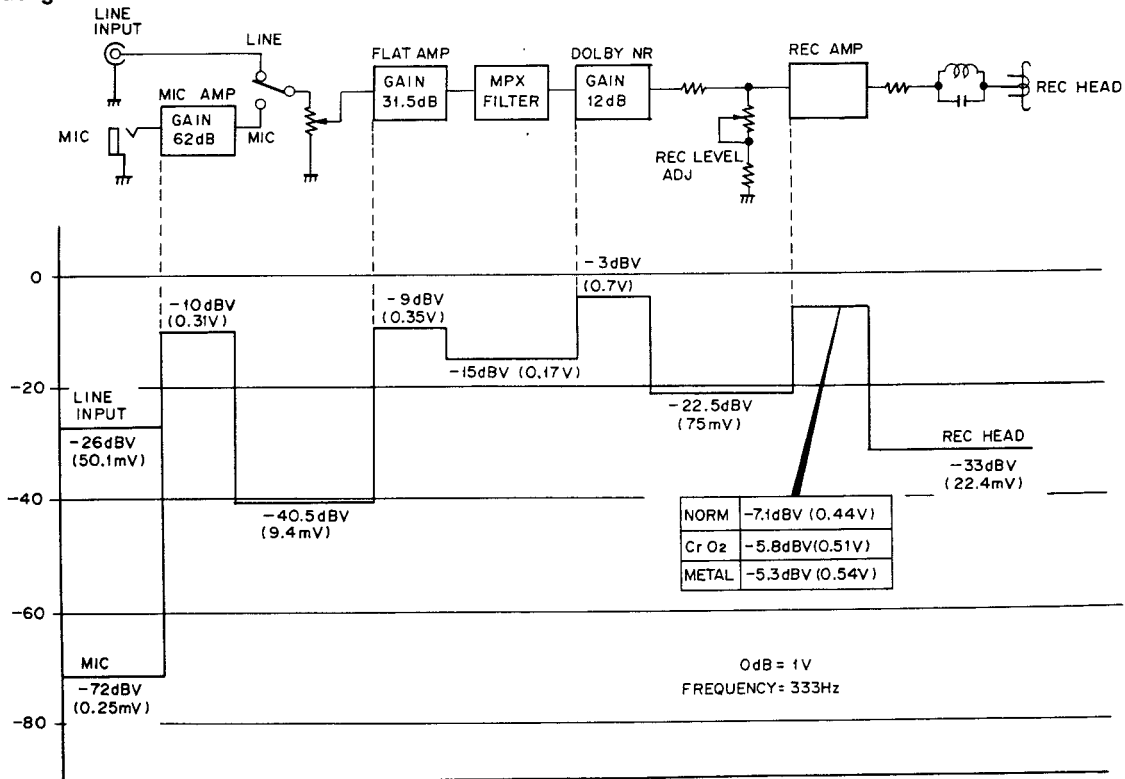 LINE
INPUT
LINE
MIC AMP
GAIN
62dB
MIC
MIC
FLAT AMP
GAIN
31.5dB
MPX
FILTER
DOLBY NR
GAIN
12dB
REC LEVEL
ADJ
REC AMP
REC HEAD
0
-20
-40
-60
-80
-10dBV
(0.31V)
LINE
INPUT
-26dBV
(50.1mV)
-40.5dBV
(9.4mV)
-9dBV
(0.35V)
-15dBV (0.17V)
-3dBV
(0.7V)
-22.5dBV
(75mV)
REC HEAD
-33dBV
(22.4mV)
NORM -7.1dBV (0.44V)
CrO2 -5.8dBV(0.51V)
METAL -5.3dBV (0.54V)
MIC
-72dBV
(0.25mV)
0dB = 1V
FREQUENCY= 333Hz